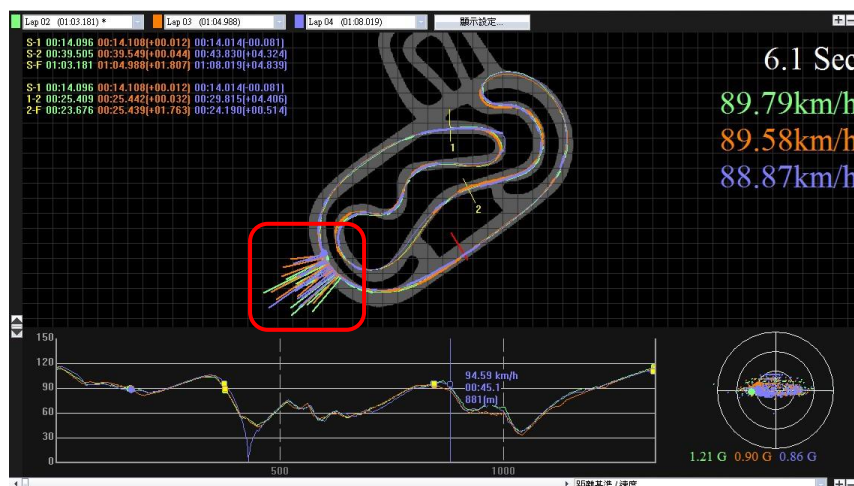 Lap 02 (01:03.181) *
Lap 03 (01:04.988)
Lap 04 (01:08.019)
顯示設定...
S-1 00:14.096 00:14.108(+00.012) 00:14.014(-00.081)
S-2 00:39.505 00:39.549(+00.044) 00:43.830(+04.324)
S-F 01:03.181 01:04.988(+01.807) 01:08.019(+04.839)
S-1 00:14.096 00:14.108(+00.012) 00:14.014(-00.081)
1-2 00:25.409 00:25.442(+00.032) 00:29.815(+04.406)
2-F 00:23.676 00:25.439(+01.763) 00:24.190(+00.514)
6.1 Sec
89.79km/h
89.58km/h
88.87km/h
1
2
150
120
90
60
30
0
94.59 km/h
00:45.1
881(m)
500
1000
1.21 G 0.90 G 0.86 G
距離基準 / 速度